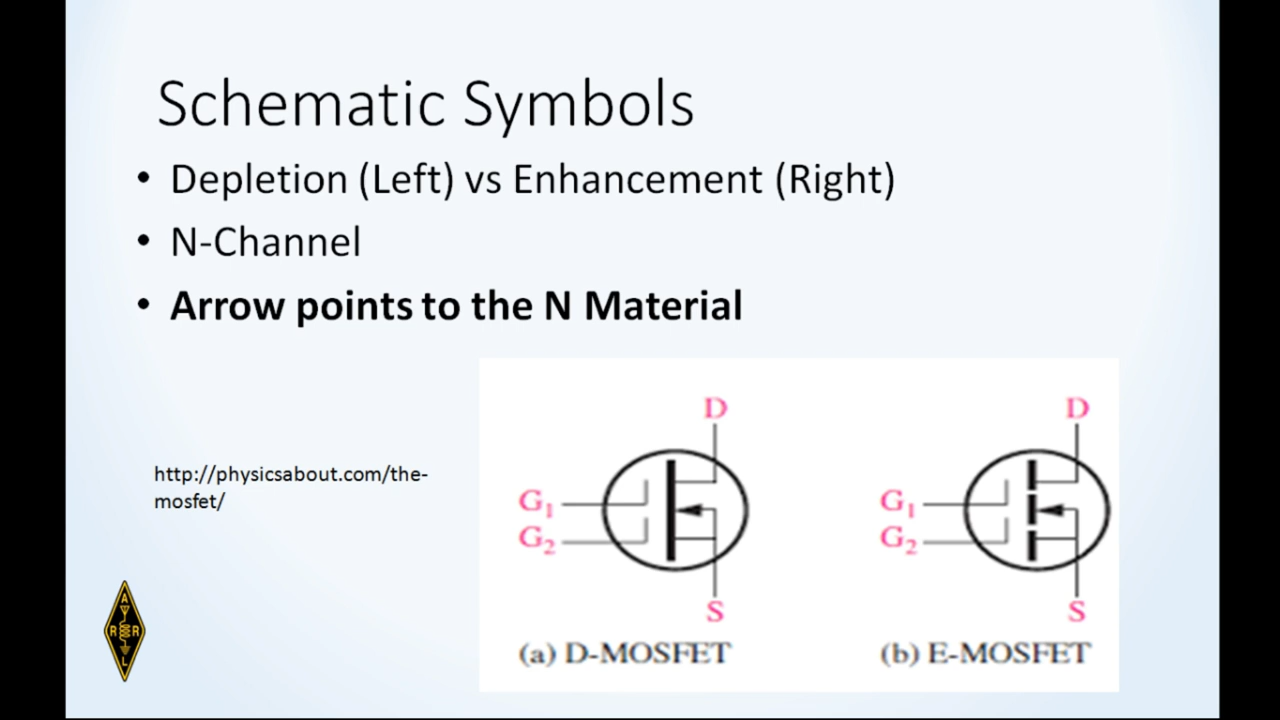 Schematic Symbols
• Depletion (Left) vs Enhancement (Right)
• N-Channel
• Arrow points to the N Material
http://physicsabout.com/the-
mosfet/
D
G₁
G₂
S
(a) D-MOSFET
D
G₁
G₂
S
(b) E-MOSFET
A
R R
L